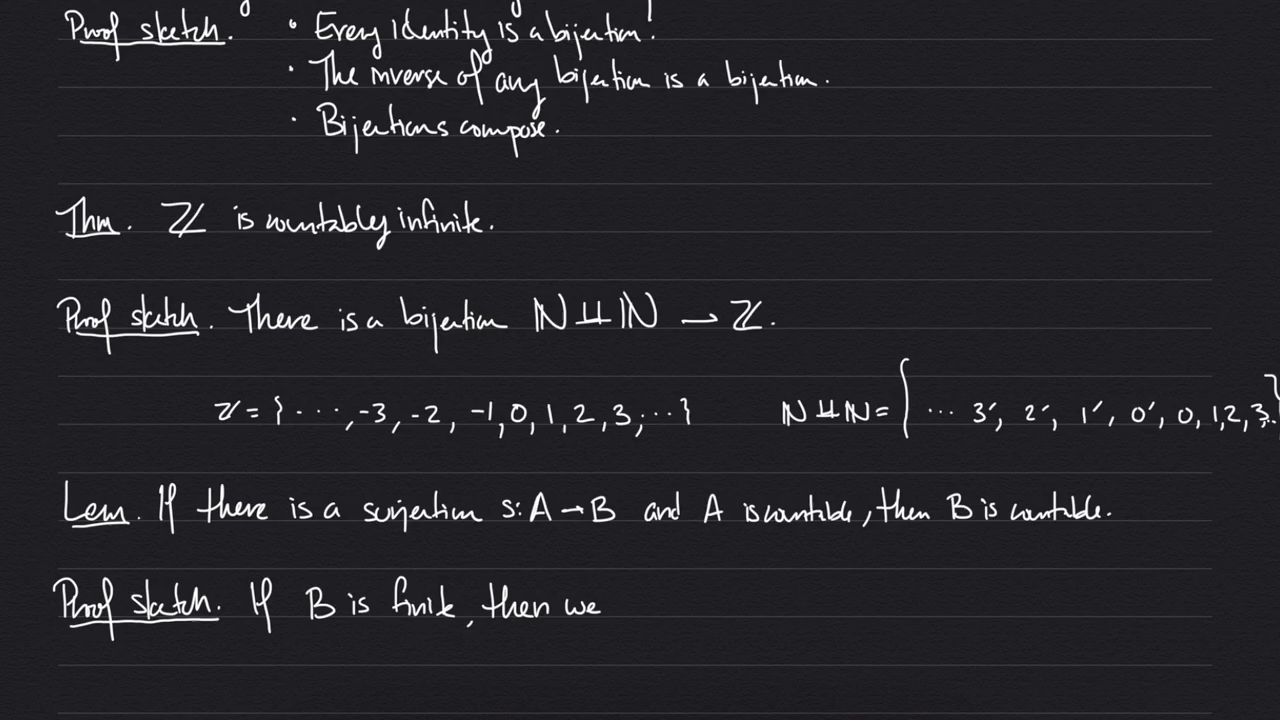 Proof sketch. • Every identity is a bijection!
• The inverse of any bijection is a bijection.
• Bijections compose.
Thm. ℤ is countably infinite.
Proof sketch. There is a bijection ℕ ⨿ ℕ → ℤ.
ℤ = { ···, -3, -2, -1, 0, 1, 2, 3, ··· } ℕ ⨿ ℕ = { ··· 3′, 2′, 1′, 0′, 0, 1, 2, 3, ... }
Lem. If there is a surjection s: A → B and A is countable, then B is countable.
Proof sketch. If B is finite, then we